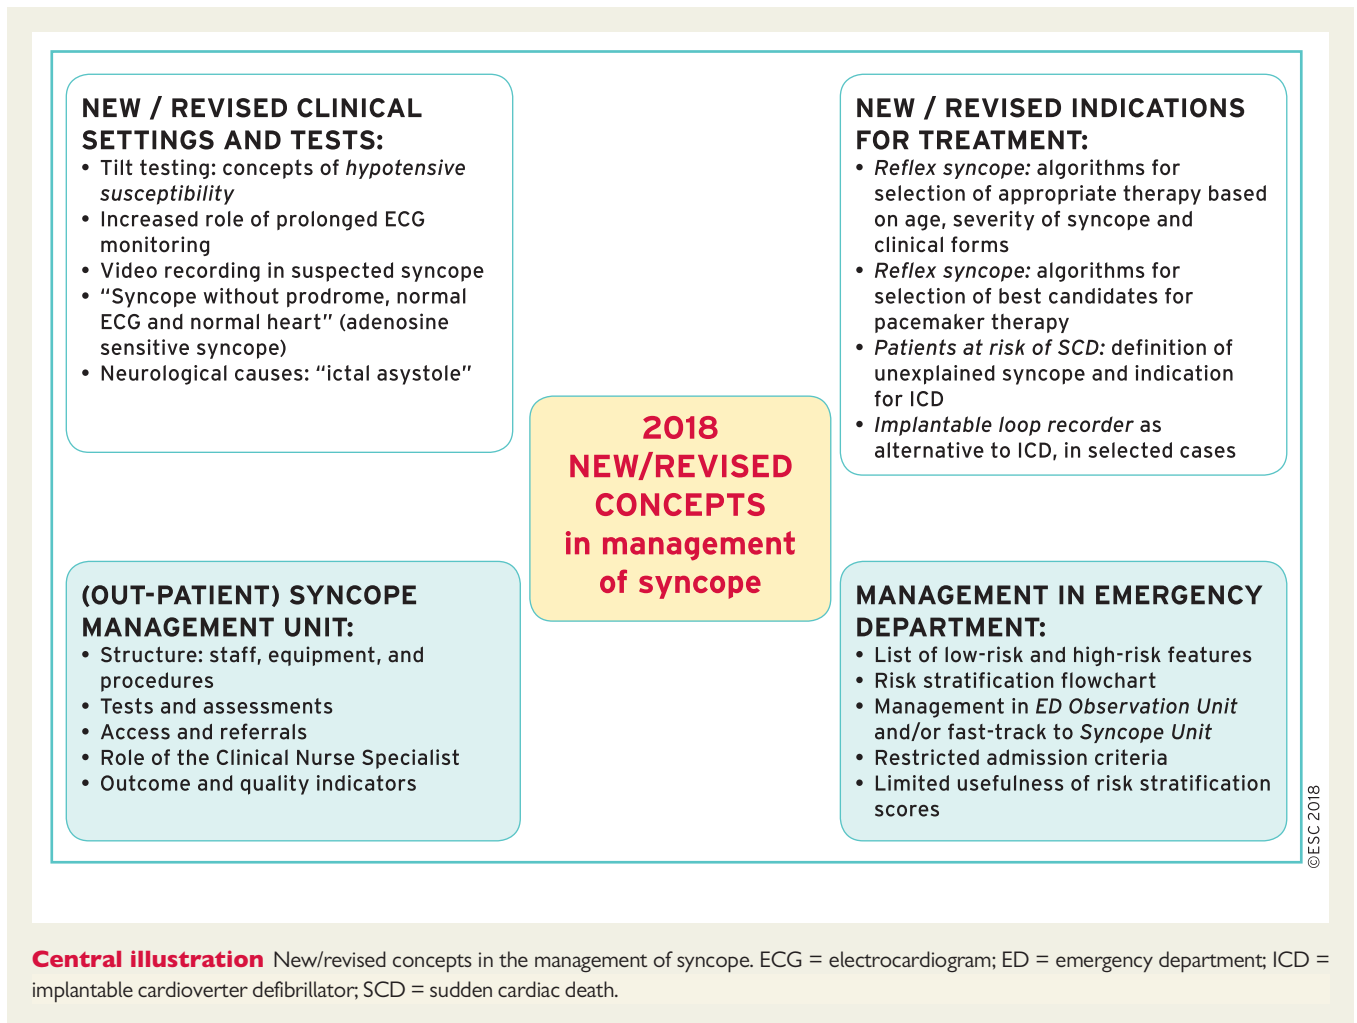 NEW / REVISED CLINICAL
SETTINGS AND TESTS:
• Tilt testing: concepts of hypotensive
susceptibility
• Increased role of prolonged ECG
monitoring
• Video recording in suspected syncope
• “Syncope without prodrome, normal
ECG and normal heart” (adenosine
sensitive syncope)
• Neurological causes: “ictal asystole”
NEW / REVISED INDICATIONS
FOR TREATMENT:
• Reflex syncope: algorithms for
selection of appropriate therapy based
on age, severity of syncope and
clinical forms
• Reflex syncope: algorithms for
selection of best candidates for
pacemaker therapy
• Patients at risk of SCD: definition of
unexplained syncope and indication
for ICD
• Implantable loop recorder as
alternative to ICD, in selected cases
2018
NEW/REVISED
CONCEPTS
in management
of syncope
(OUT-PATIENT) SYNCOPE
MANAGEMENT UNIT:
• Structure: staff, equipment, and
procedures
• Tests and assessments
• Access and referrals
• Role of the Clinical Nurse Specialist
• Outcome and quality indicators
MANAGEMENT IN EMERGENCY
DEPARTMENT:
• List of low-risk and high-risk features
• Risk stratification flowchart
• Management in ED Observation Unit
and/or fast-track to Syncope Unit
• Restricted admission criteria
• Limited usefulness of risk stratification
scores
©ESC 2018
Central illustration New/revised concepts in the management of syncope. ECG = electrocardiogram; ED = emergency department; ICD =
implantable cardioverter defibrillator; SCD = sudden cardiac death.